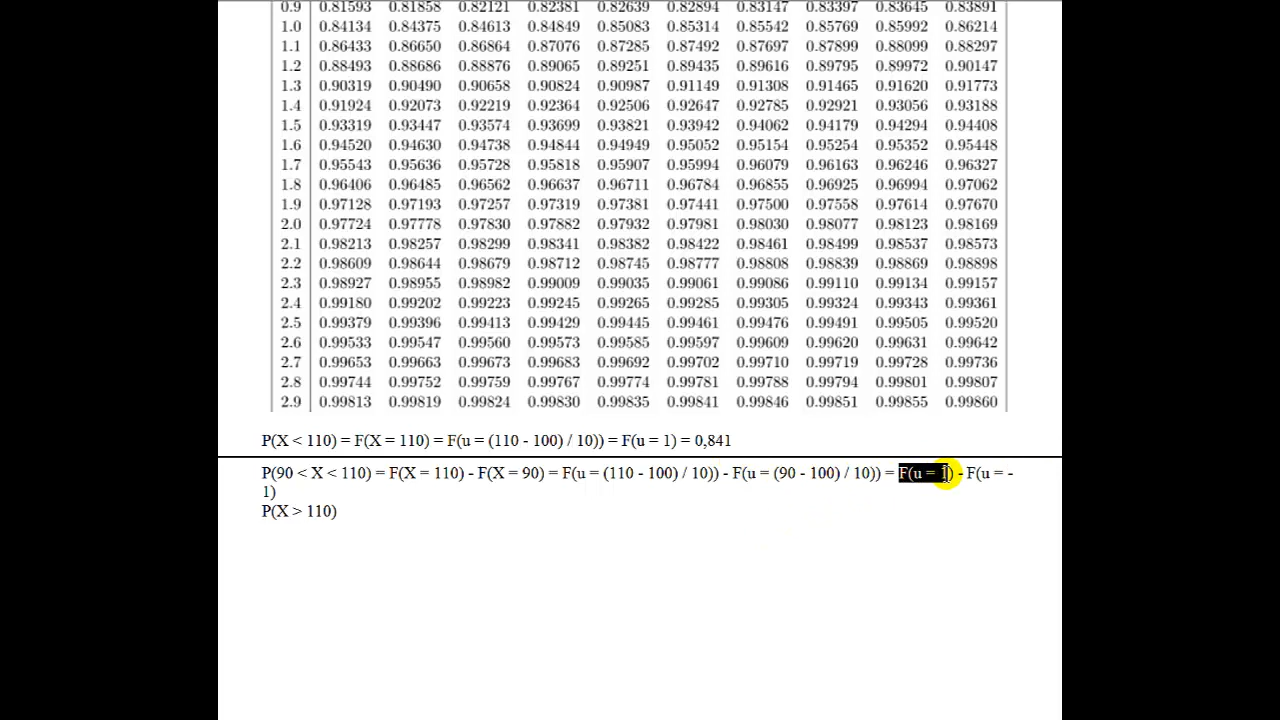 0.9 0.81593 0.81858 0.82121 0.82381 0.82639 0.82894 0.83147 0.83397 0.83645 0.83891
1.0 0.84134 0.84375 0.84613 0.84849 0.85083 0.85314 0.85542 0.85769 0.85992 0.86214
1.1 0.86433 0.86650 0.86864 0.87076 0.87285 0.87492 0.87697 0.87899 0.88099 0.88297
1.2 0.88493 0.88686 0.88876 0.89065 0.89251 0.89435 0.89616 0.89795 0.89972 0.90147
1.3 0.90319 0.90490 0.90658 0.90824 0.90987 0.91149 0.91308 0.91465 0.91620 0.91773
1.4 0.91924 0.92073 0.92219 0.92364 0.92506 0.92647 0.92785 0.92921 0.93056 0.93188
1.5 0.93319 0.93447 0.93574 0.93699 0.93821 0.93942 0.94062 0.94179 0.94294 0.94408
1.6 0.94520 0.94630 0.94738 0.94844 0.94949 0.95052 0.95154 0.95254 0.95352 0.95448
1.7 0.95543 0.95636 0.95728 0.95818 0.95907 0.95994 0.96079 0.96163 0.96246 0.96327
1.8 0.96406 0.96485 0.96562 0.96637 0.96711 0.96784 0.96855 0.96925 0.96994 0.97062
1.9 0.97128 0.97193 0.97257 0.97319 0.97381 0.97441 0.97500 0.97558 0.97614 0.97670
2.0 0.97724 0.97778 0.97830 0.97882 0.97932 0.97981 0.98030 0.98077 0.98123 0.98169
2.1 0.98213 0.98257 0.98299 0.98341 0.98382 0.98422 0.98461 0.98499 0.98537 0.98573
2.2 0.98609 0.98644 0.98679 0.98712 0.98745 0.98777 0.98808 0.98839 0.98869 0.98898
2.3 0.98927 0.98955 0.98982 0.99009 0.99035 0.99061 0.99086 0.99110 0.99134 0.99157
2.4 0.99180 0.99202 0.99223 0.99245 0.99265 0.99285 0.99305 0.99324 0.99343 0.99361
2.5 0.99379 0.99396 0.99413 0.99429 0.99445 0.99461 0.99476 0.99491 0.99505 0.99520
2.6 0.99533 0.99547 0.99560 0.99573 0.99585 0.99597 0.99609 0.99620 0.99631 0.99642
2.7 0.99653 0.99663 0.99673 0.99683 0.99692 0.99702 0.99710 0.99719 0.99728 0.99736
2.8 0.99744 0.99752 0.99759 0.99767 0.99774 0.99781 0.99788 0.99794 0.99801 0.99807
2.9 0.99813 0.99819 0.99824 0.99830 0.99835 0.99841 0.99846 0.99851 0.99855 0.99860
P(X < 110) = F(X = 110) = F(u = (110 - 100) / 10)) = F(u = 1) = 0,841
P(90 < X < 110) = F(X = 110) - F(X = 90) = F(u = (110 - 100) / 10)) - F(u = (90 - 100) / 10)) = F(u = 1) - F(u = -
1)
P(X > 110)